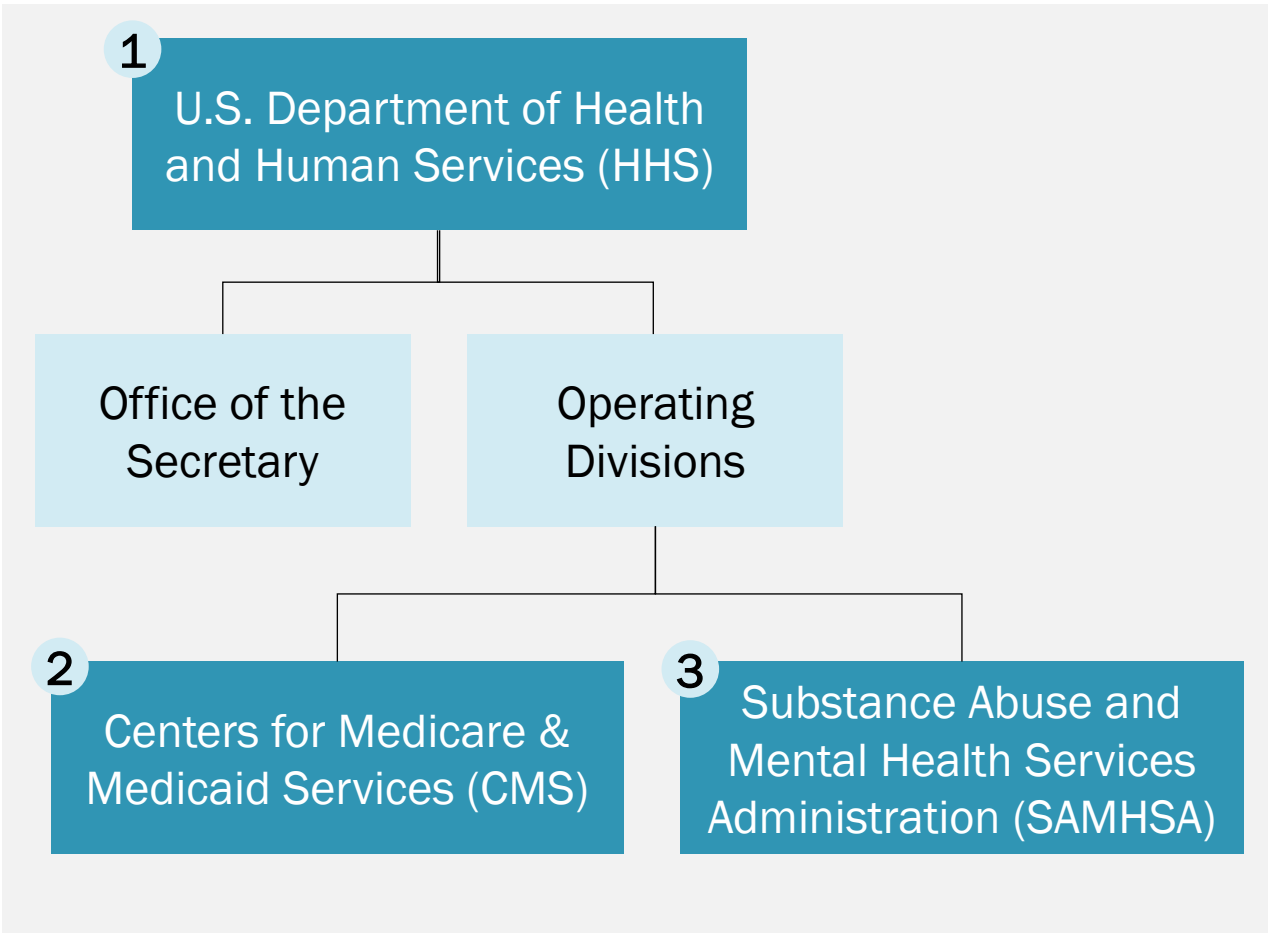 1
U.S. Department of Health
and Human Services (HHS)
Office of the
Secretary
Operating
Divisions
2
Centers for Medicare &
Medicaid Services (CMS)
3
Substance Abuse and
Mental Health Services
Administration (SAMHSA)